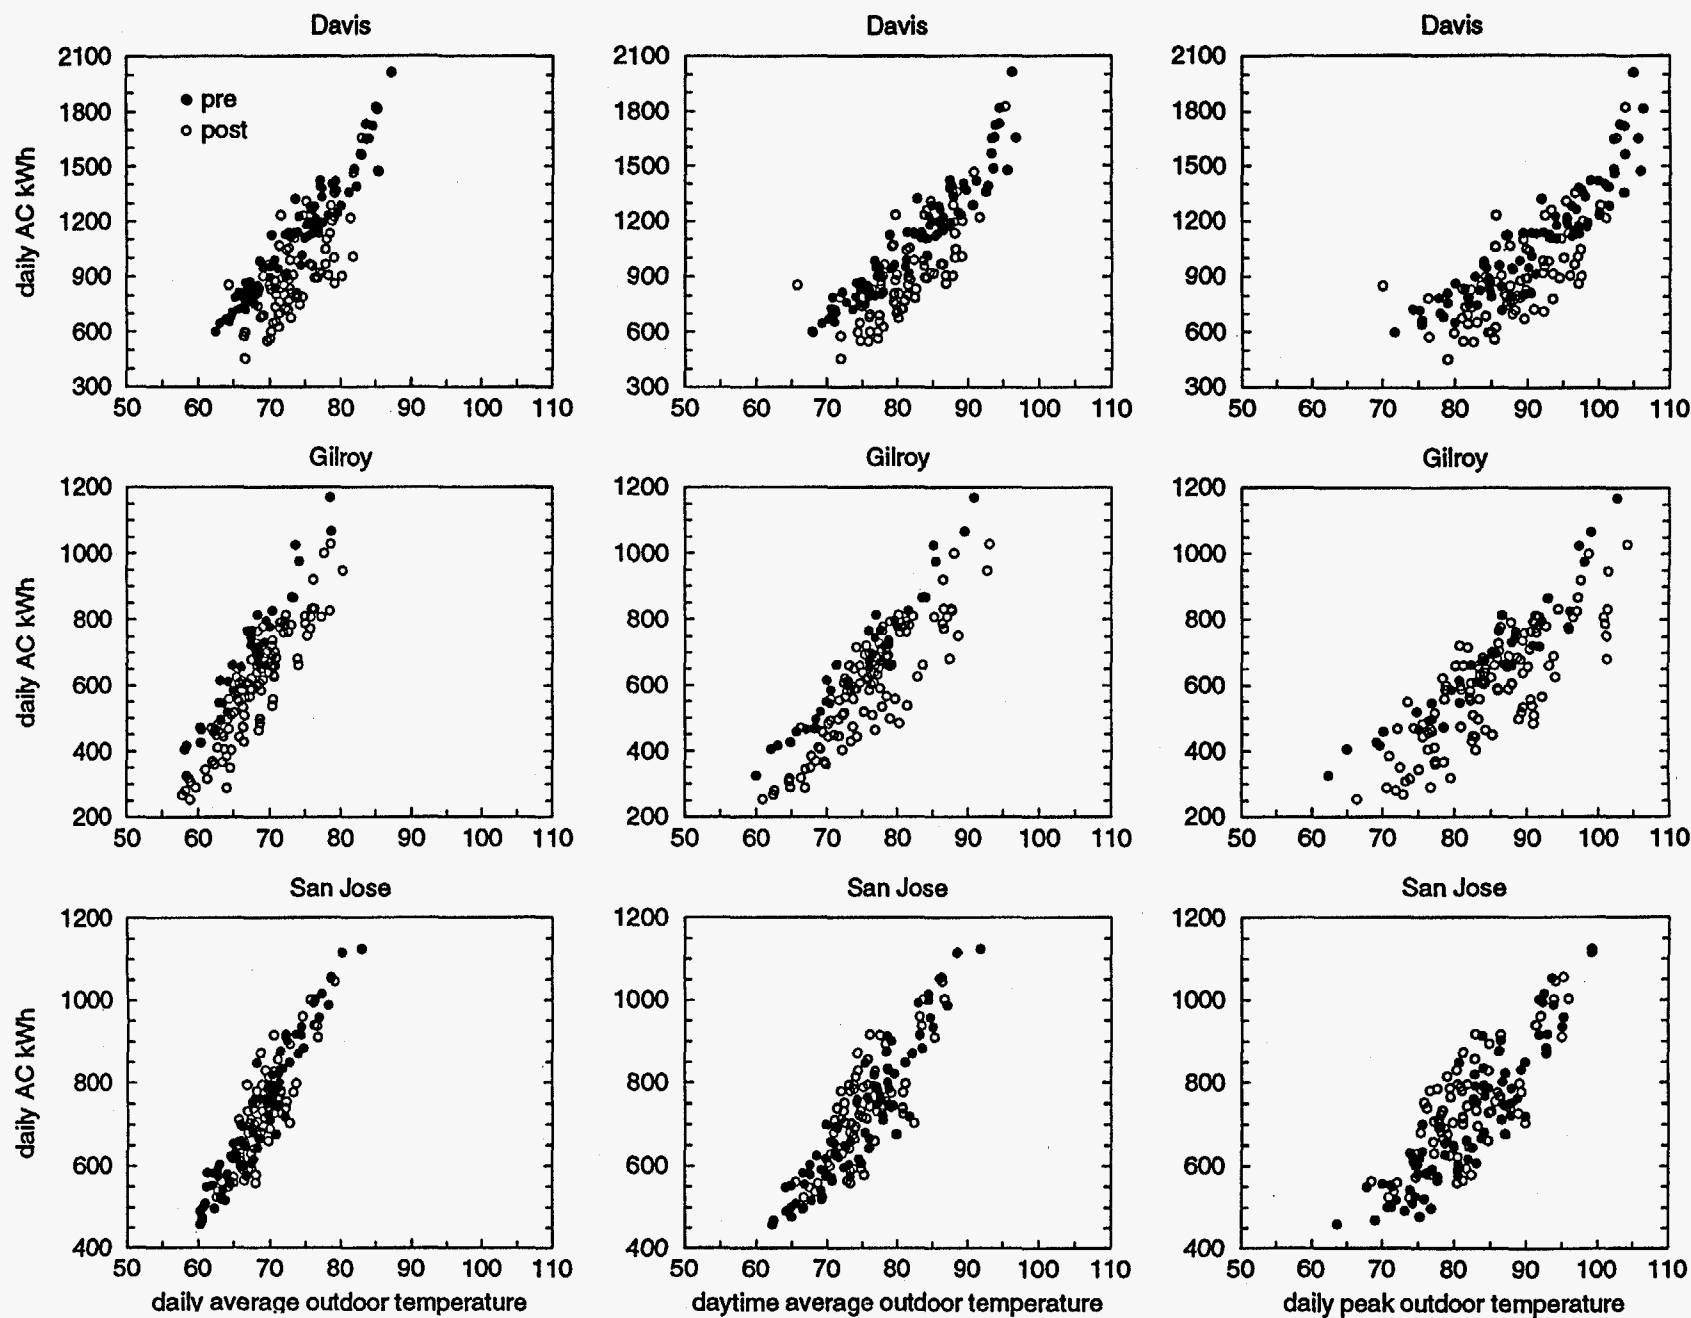 Davis Davis Davis
2100 2100 2100
pre
1800 1800 1800
post
1500 1500 1500
daily AC kWh
1200 1200 1200
900 900 900
600 600 600
300 300 300
50 60 70 80 90 100 110 50 60 70 80 90 100 110 50 60 70 80 90 100 110
Gilroy Gilroy Gilroy
1200 1200 1200
1000 1000 1000
daily AC kWh
800 800 800
600 600 600
400 400 400
200 200 200
50 60 70 80 90 100 110 50 60 70 80 90 100 110 50 60 70 80 90 100 110
San Jose San Jose San Jose
1200 1200 1200
1000 1000 1000
daily AC kWh
800 800 800
600 600 600
400 400 400
50 60 70 80 90 100 110 50 60 70 80 90 100 110 50 60 70 80 90 100 110
daily average outdoor temperature daytime average outdoor temperature daily peak outdoor temperature